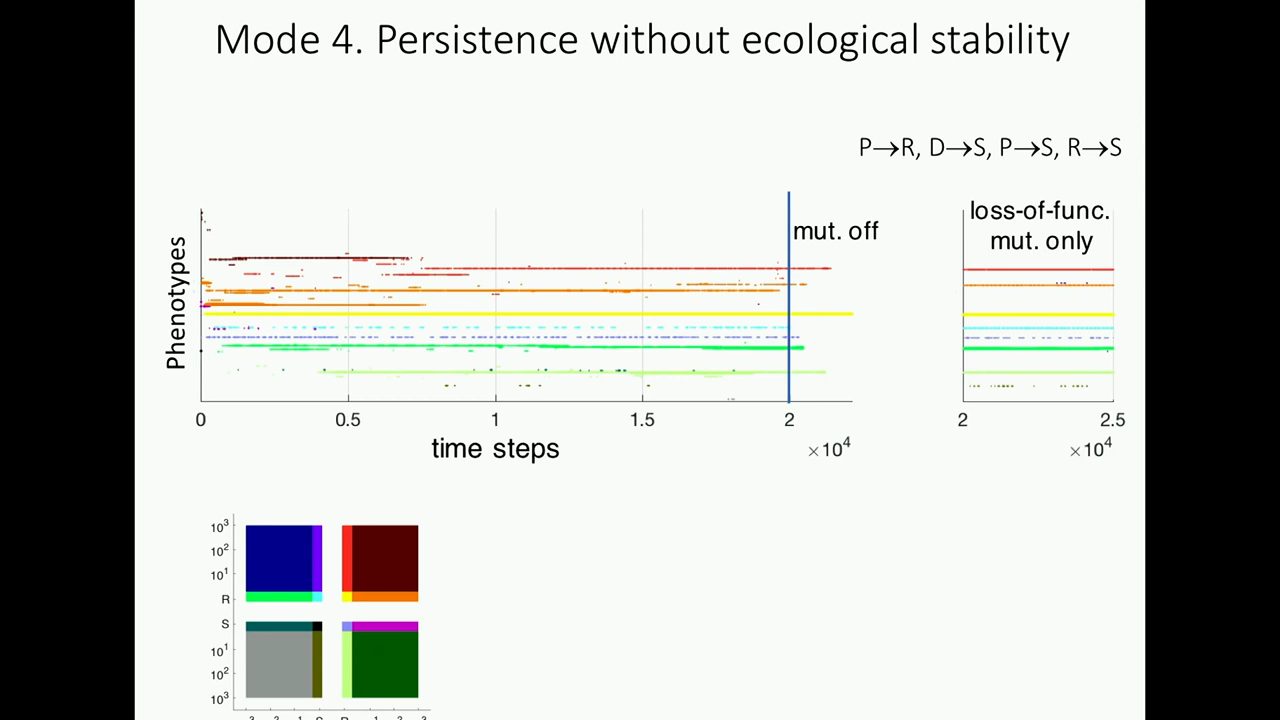 Mode 4. Persistence without ecological stability
P→R, D→S, P→S, R→S
Phenotypes
mut. off
loss-of-func.
mut. only
0 0.5 1 1.5 2
2 2.5
time steps
×10⁴
×10⁴
10³
10²
10¹
R
S
10¹
10²
10³